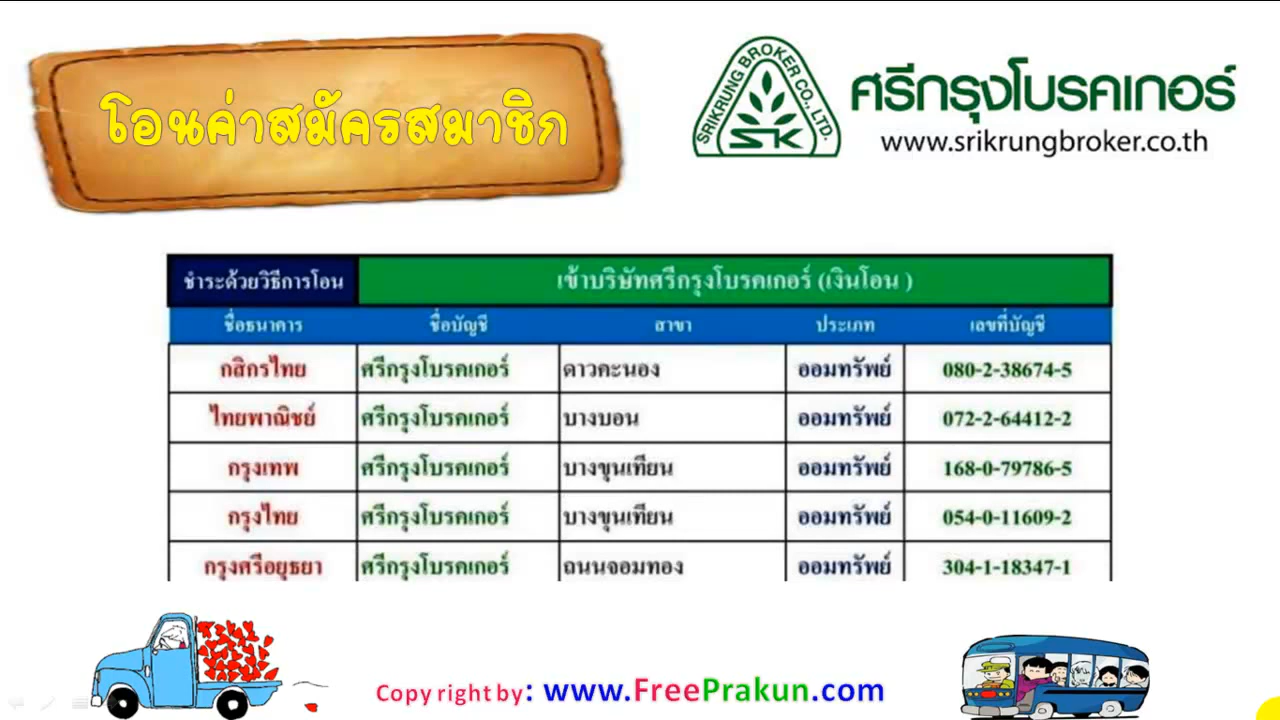 โอนค่าสมัครสมาชิก
SRIKRUNG BROKER CO.,LTD.
SK
ศรีกรุงโบรคเกอร์
www.srikrungbroker.co.th
ชำระด้วยวิธีการโอน เข้าบริษัทศรีกรุงโบรคเกอร์ (เงินโอน )
ชื่อธนาคาร ชื่อบัญชี สาขา ประเภท เลขที่บัญชี
กสิกรไทย ศรีกรุงโบรคเกอร์ ดาวคะนอง ออมทรัพย์ 080-2-38674-5
ไทยพาณิชย์ ศรีกรุงโบรคเกอร์ บางบอน ออมทรัพย์ 072-2-64412-2
กรุงเทพ ศรีกรุงโบรคเกอร์ บางขุนเทียน ออมทรัพย์ 168-0-79786-5
กรุงไทย ศรีกรุงโบรคเกอร์ บางขุนเทียน ออมทรัพย์ 054-0-11609-2
กรุงศรีอยุธยา ศรีกรุงโบรคเกอร์ ถนนจอมทอง ออมทรัพย์ 304-1-18347-1
Copy right by: www.FreePrakun.com